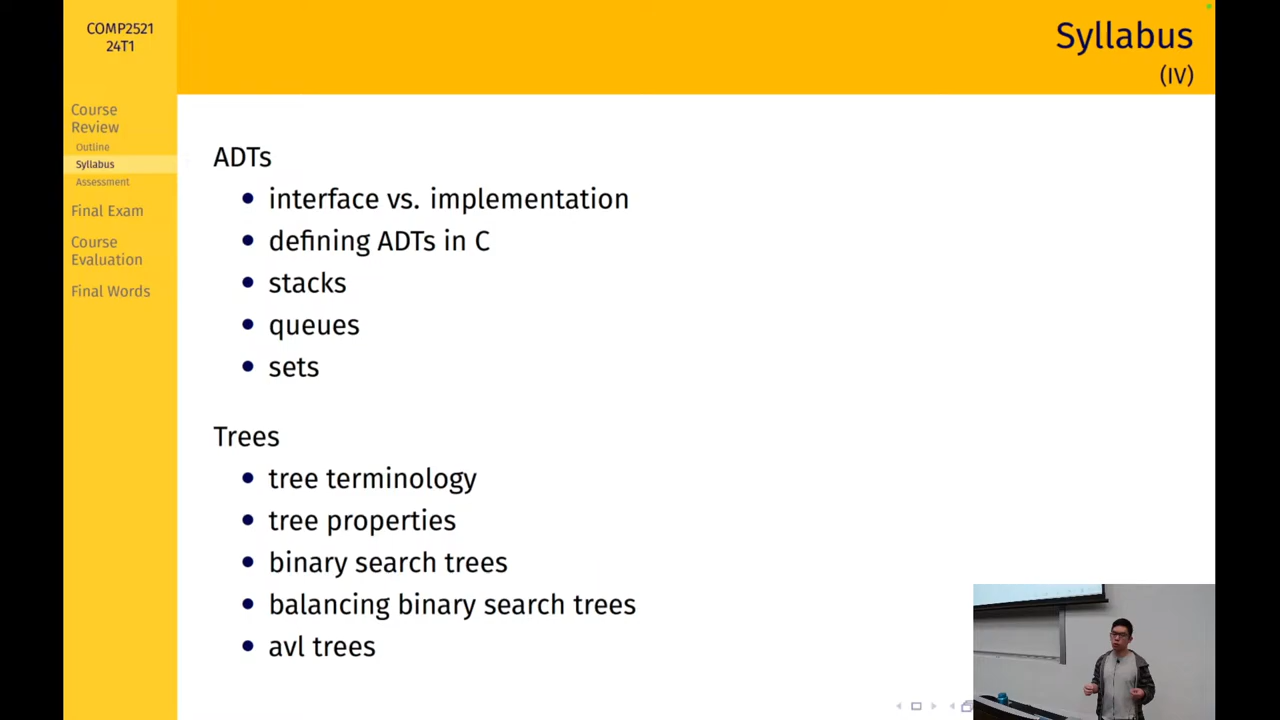 COMP2521
24T1
Course
Review
Outline
Syllabus
Assessment
Final Exam
Course
Evaluation
Final Words
Syllabus
(IV)
ADTs
• interface vs. implementation
• defining ADTs in C
• stacks
• queues
• sets
Trees
• tree terminology
• tree properties
• binary search trees
• balancing binary search trees
• avl trees